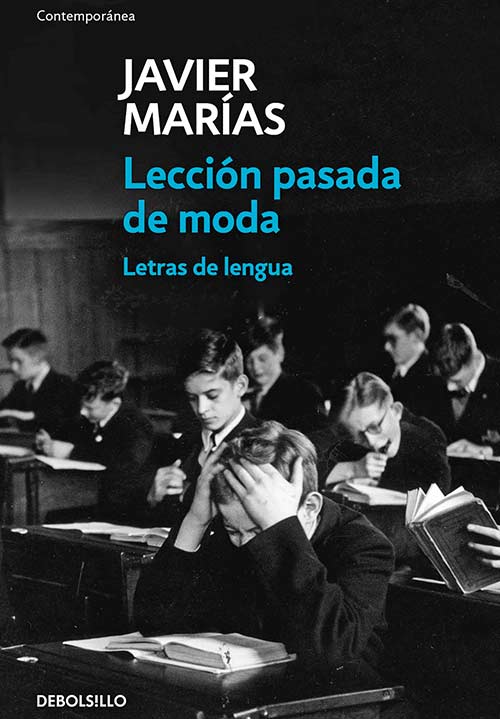 Contemporánea
JAVIER
MARÍAS
Lección pasada
de moda
Letras de lengua
DEBOLS!LLO